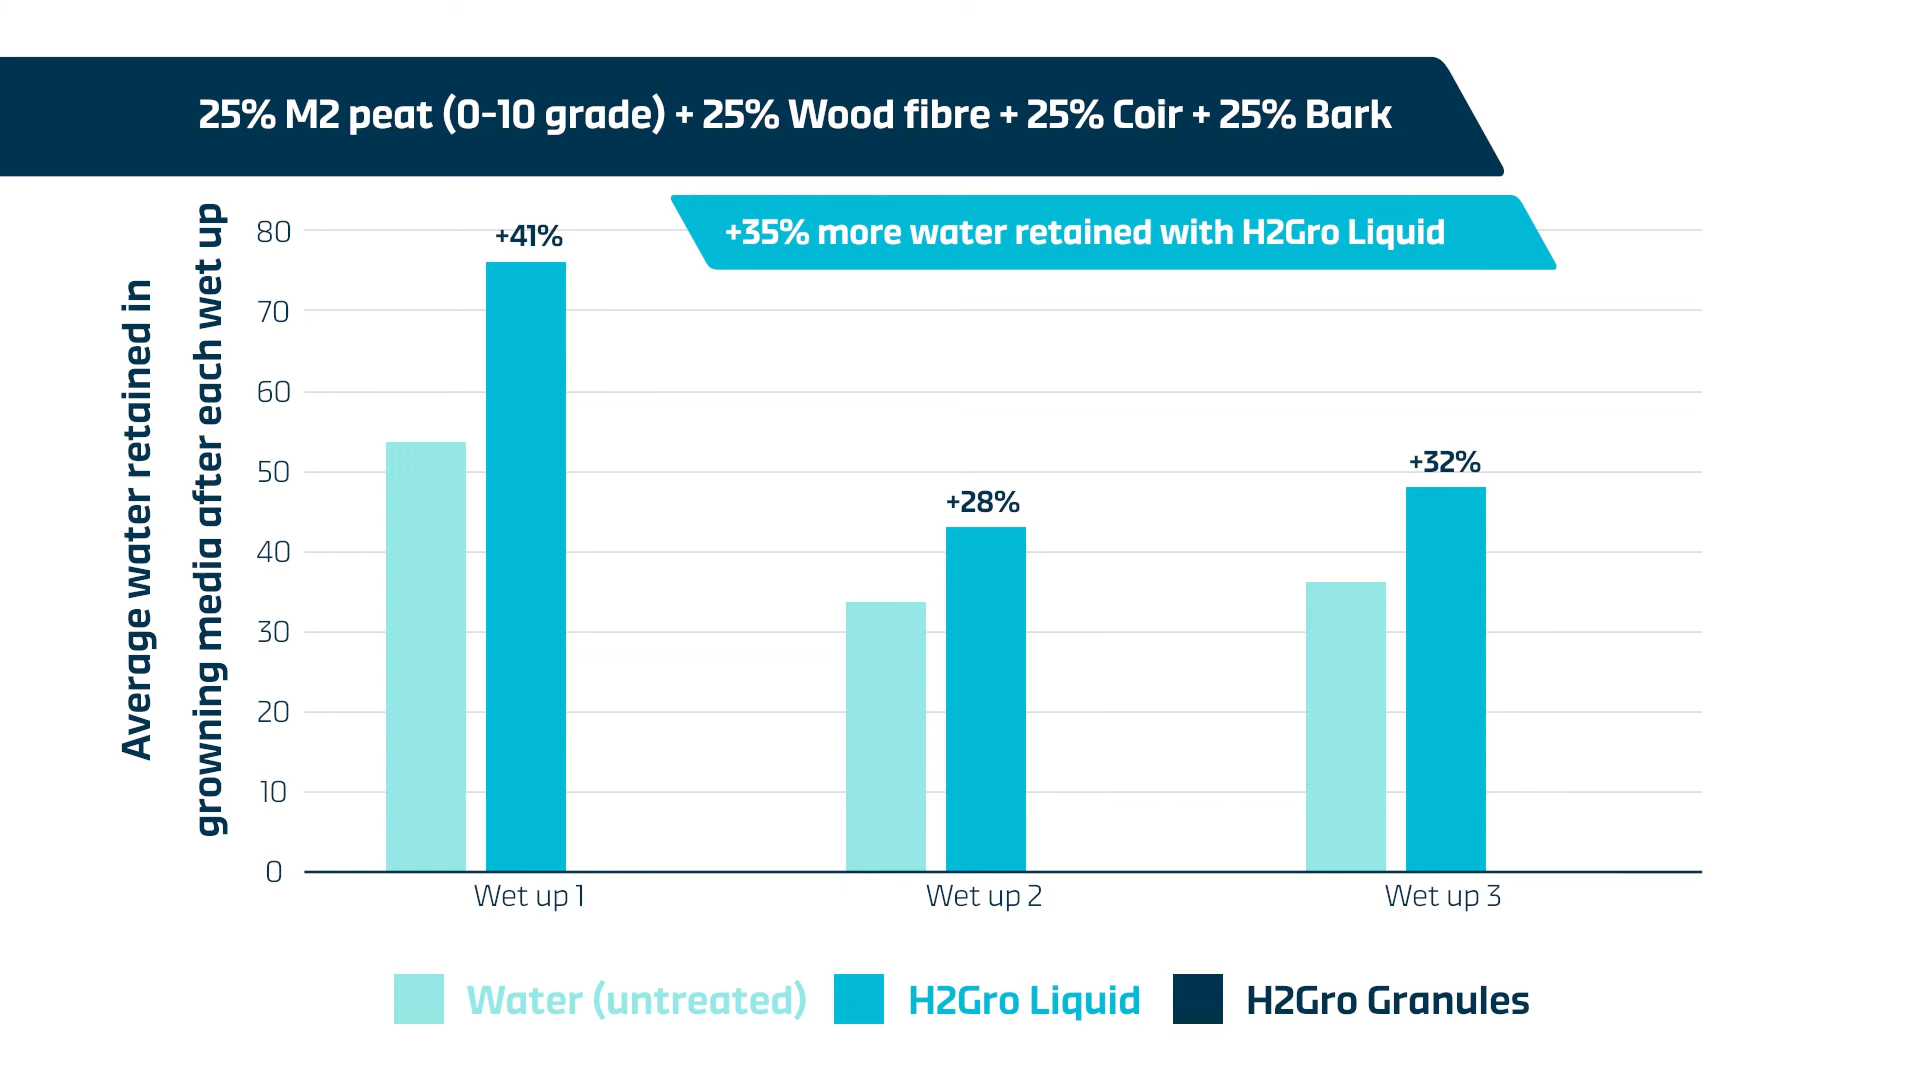 25% M2 peat (0-10 grade) + 25% Wood fibre + 25% Coir + 25% Bark
+35% more water retained with H2Gro Liquid
Average water retained in
growning media after each wet up
80
70
60
50
40
30
20
10
0
+41%
+28%
+32%
Wet up 1
Wet up 2
Wet up 3
Water (untreated)
H2Gro Liquid
H2Gro Granules